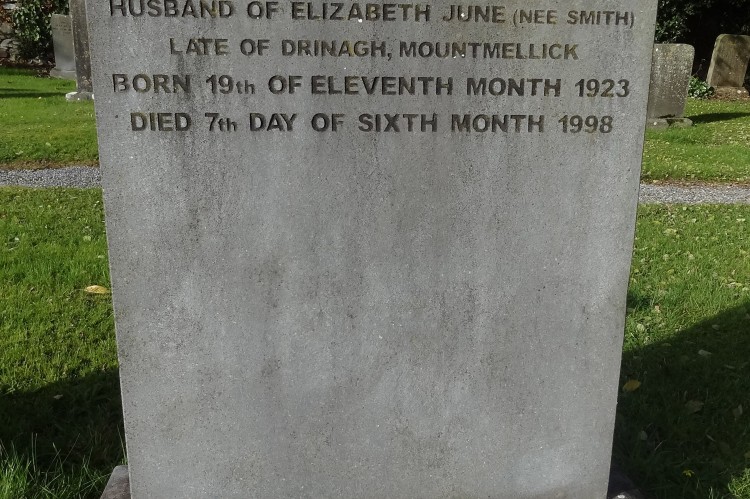 HUSBAND OF ELIZABETH JUNE (NEE SMITH)
LATE OF DRINAGH, MOUNTMELLICK
BORN 19th OF ELEVENTH MONTH 1923
DIED 7th DAY OF SIXTH MONTH 1998